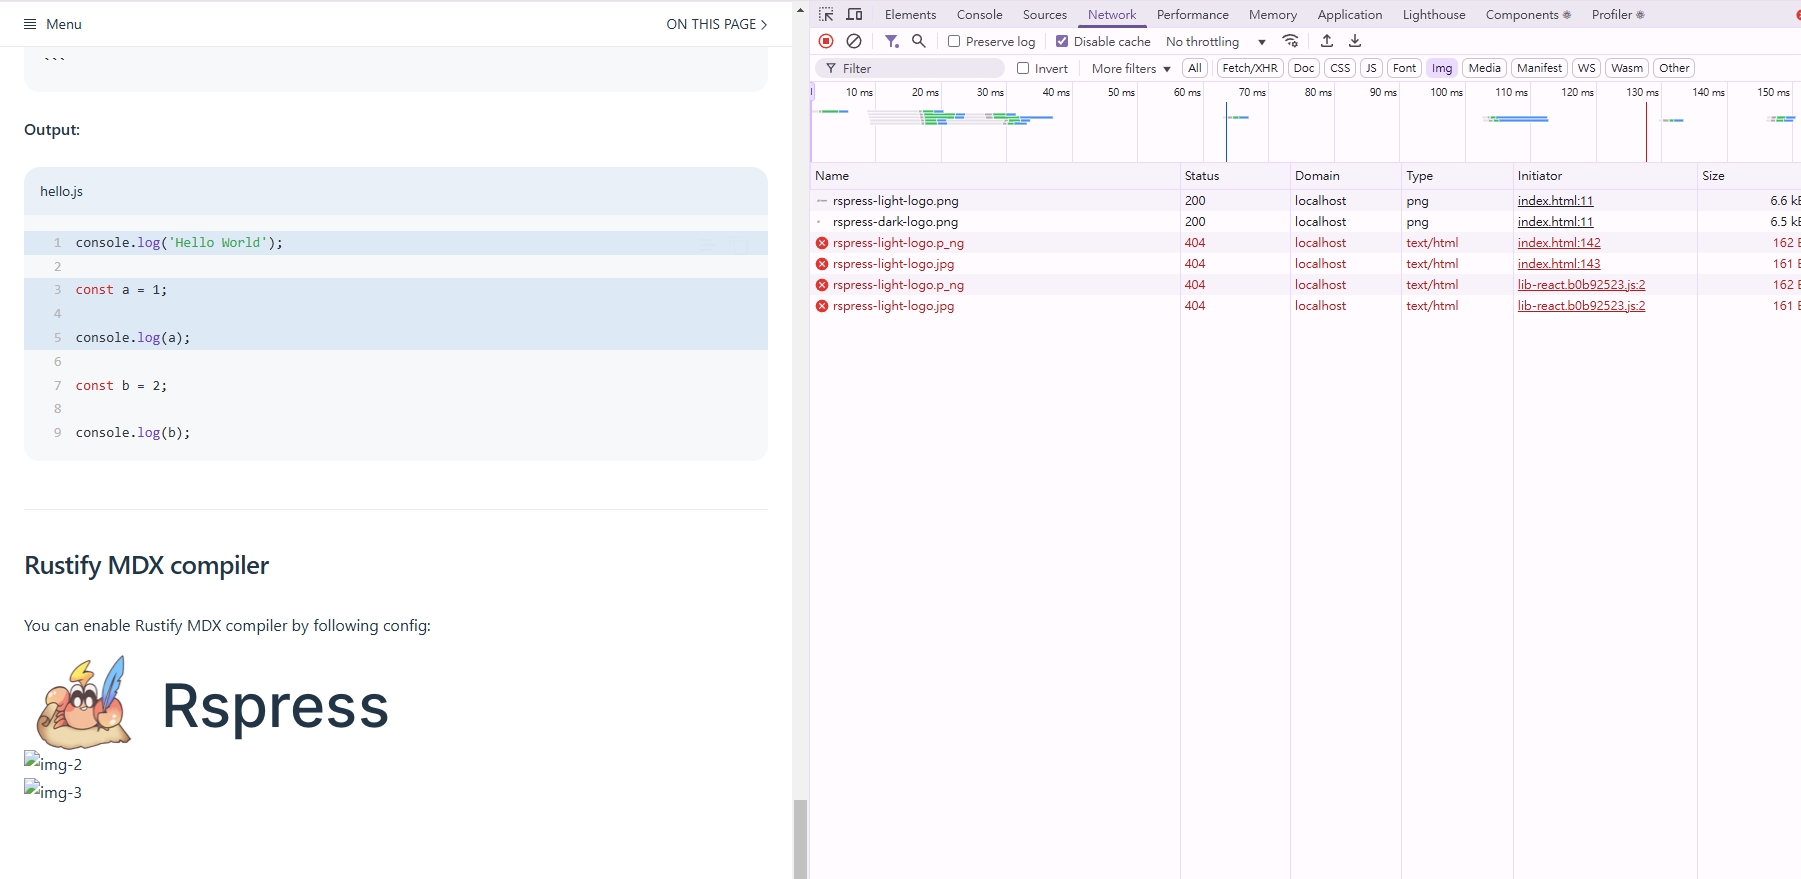 Menu
ON THIS PAGE
```
Output:
hello.js
1 console.log('Hello World');
2
3 const a = 1;
4
5 console.log(a);
6
7 const b = 2;
8
9 console.log(b);
Rustify MDX compiler
You can enable Rustify MDX compiler by following config:
Rspress
img-2
img-3
Elements Console Sources Network Performance Memory Application Lighthouse Components Profiler
Preserve log Disable cache No throttling
Filter Invert More filters All Fetch/XHR Doc CSS JS Font Img Media Manifest WS Wasm Other
10 ms 20 ms 30 ms 40 ms 50 ms 60 ms 70 ms 80 ms 90 ms 100 ms 110 ms 120 ms 130 ms 140 ms 150 ms
Name Status Domain Type Initiator Size
rspress-light-logo.png 200 localhost png index.html:11 6.6 kB
rspress-dark-logo.png 200 localhost png index.html:11 6.5 kB
rspress-light-logo.p_ng 404 localhost text/html index.html:142 162 B
rspress-light-logo.jpg 404 localhost text/html index.html:143 161 B
rspress-light-logo.p_ng 404 localhost text/html lib-react.b0b92523.js:2 162 B
rspress-light-logo.jpg 404 localhost text/html lib-react.b0b92523.js:2 161 B